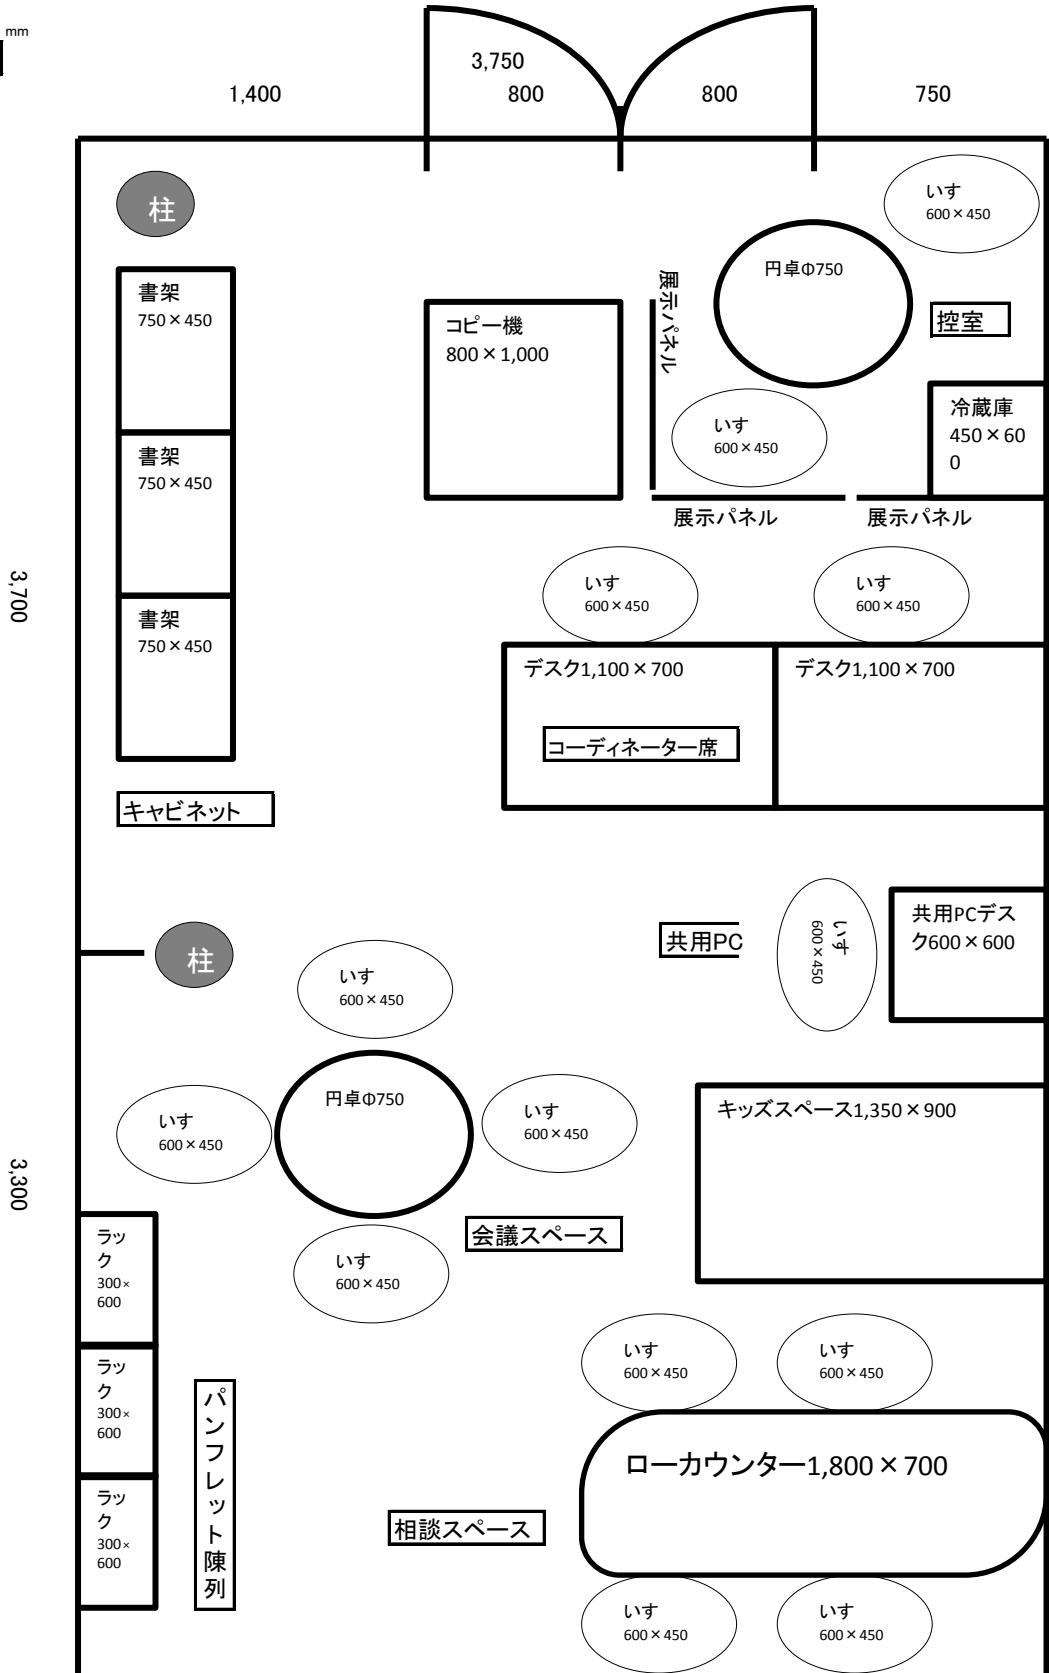 mm
3,750
1,400
800
800
750
柱
いす
600×450
円卓Φ750
展示パネル
控室
書架
750×450
コピー機
800×1,000
冷蔵庫
450×60
0
いす
600×450
書架
750×450
展示パネル
展示パネル
3,700
いす
600×450
いす
600×450
書架
750×450
デスク1,100×700
デスク1,100×700
コーディネーター席
キャビネット
共用PCデス
ク600×600
いす
600×450
共用PC
柱
いす
600×450
円卓Φ750
いす
600×450
いす
600×450
キッズスペース1,350×900
3,300
会議スペース
いす
600×450
ラッ
ク
300×
600
いす
600×450
いす
600×450
ラッ
ク
300×
600
パンフレット陳列
ローカウンター1,800×700
ラッ
ク
300×
600
相談スペース
いす
600×450
いす
600×450